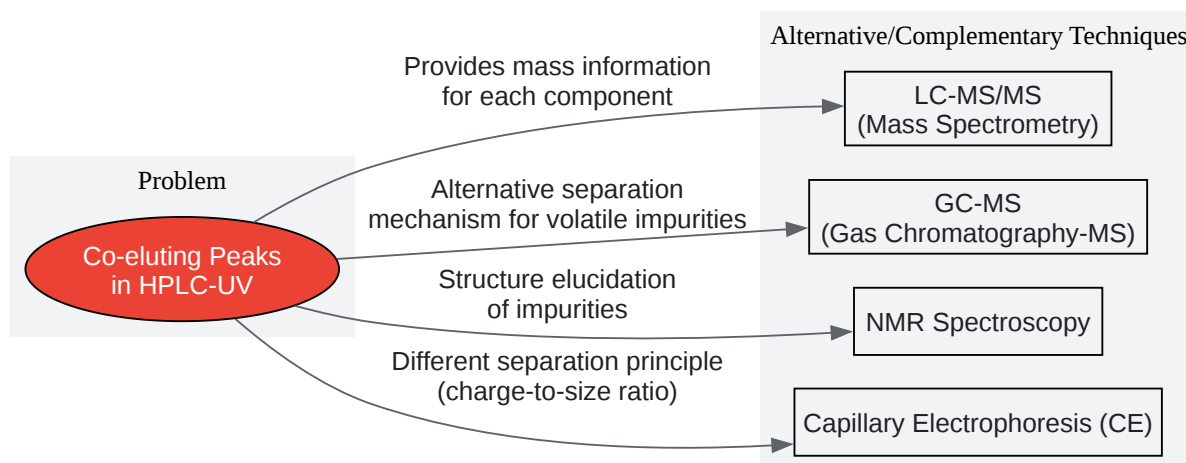 Problem
Co-eluting Peaks
in HPLC-UV
Provides mass information
for each component
Alternative separation
mechanism for volatile impurities
Structure elucidation
of impurities
Different separation principle
(charge-to-size ratio)
Alternative/Complementary Techniques
LC-MS/MS
(Mass Spectrometry)
GC-MS
(Gas Chromatography-MS)
NMR Spectroscopy
Capillary Electrophoresis (CE)